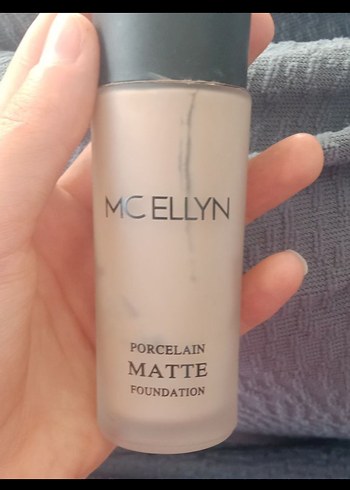 MC ELLYN
PORCELAIN
MATTE
FOUNDATION